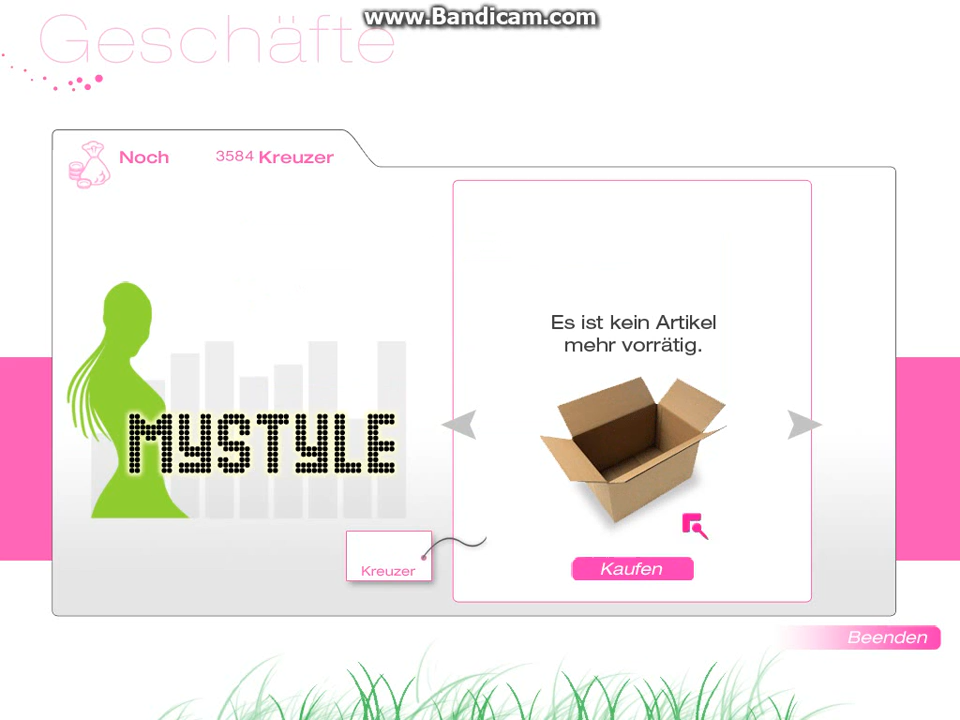 www.Bandicam.com
Geschäfte
Noch 3584 Kreuzer
Es ist kein Artikel
mehr vorrätig.
MYSTYLE
Kreuzer
Kaufen
Beenden